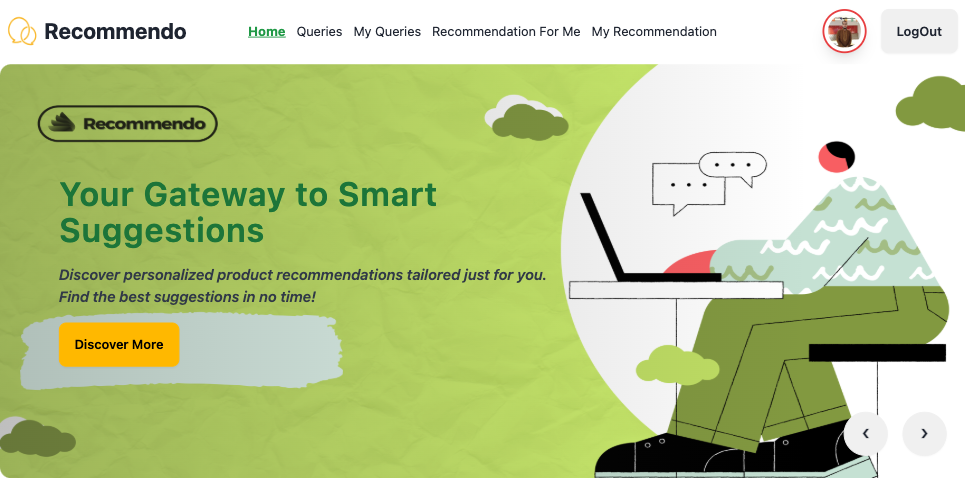 Recommendo
Home Queries My Queries Recommendation For Me My Recommendation
LogOut
Recommendo
Your Gateway to Smart
Suggestions
Discover personalized product recommendations tailored just for you.
Find the best suggestions in no time!
Discover More